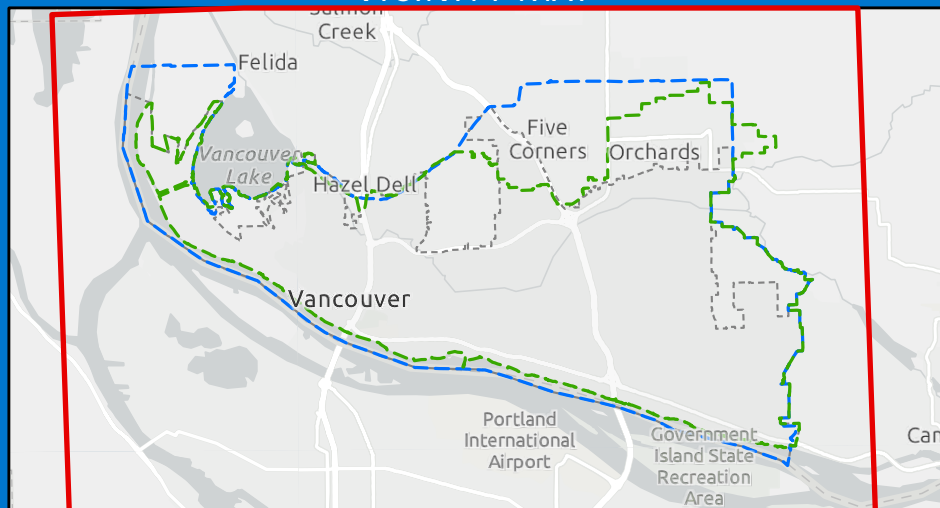 Salmon
Creek
Felida
Five
Corners
Orchards
Vancouver
Lake
Hazel Dell
Vancouver
Portland
International
Airport
Government
Island State
Recreation
Area